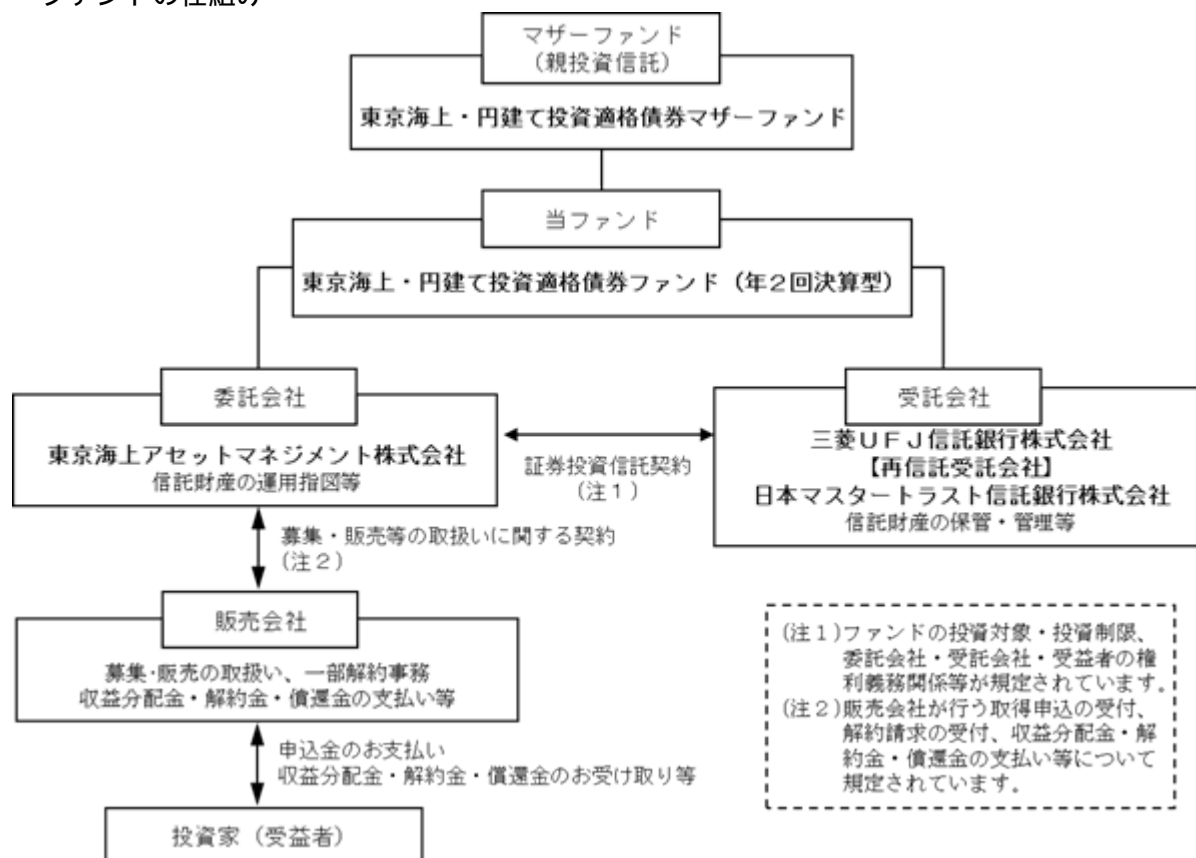 ファンドの仕組み
マザーファンド
（親投資信託）
東京海上・円建て投資適格債券マザーファンド
当ファンド
東京海上・円建て投資適格債券ファンド（年２回決算型）
委託会社
東京海上アセットマネジメント株式会社
信託財産の運用指図等
証券投資信託契約
（注１）
受託会社
三菱ＵＦＪ信託銀行株式会社
【再信託受託会社】
日本マスタートラスト信託銀行株式会社
信託財産の保管・管理等
募集・販売等の取扱いに関する契約
（注２）
販売会社
募集・販売の取扱い、一部解約事務
収益分配金・解約金・償還金の支払い等
申込金のお支払い
収益分配金・解約金・償還金のお受け取り等
投資家（受益者）
(注１)ファンドの投資対象・投資制限、
委託会社・受託会社・受益者の権
利義務関係等が規定されています。
(注２)販売会社が行う取得申込の受付、
解約請求の受付、収益分配金・解
約金・償還金の支払い等について
規定されています。